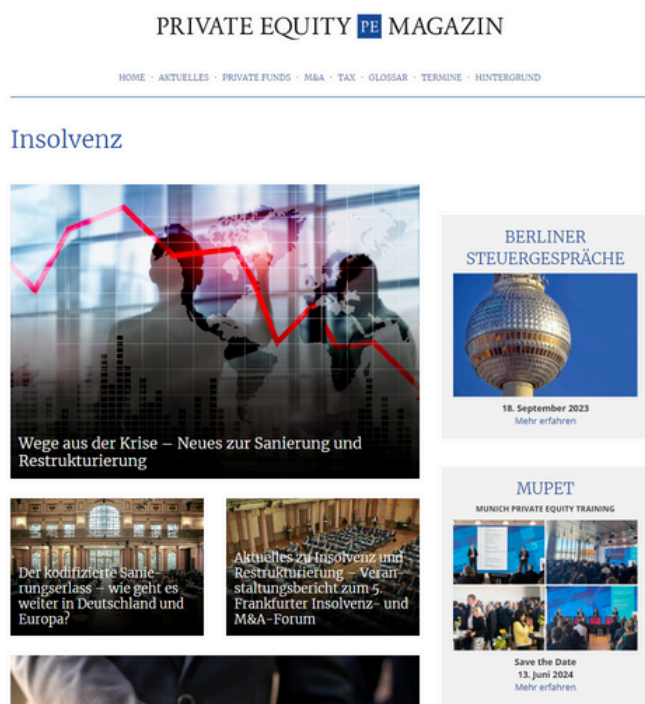 PRIVATE EQUITY PE MAGAZIN
HOME · AKTUELLES · PRIVATE FUNDS · M&A · TAX · GLOSSAR · TERMINE · HINTERGRUND
Insolvenz
Wege aus der Krise – Neues zur Sanierung und
Restrukturierung
Der kodifizierte Sanie-
rungserlass – wie geht es
weiter in Deutschland und
Europa?
Aktuelles zu Insolvenz und
Restrukturierung – Veran-
staltungsbericht zum 5.
Frankfurter Insolvenz- und
M&A-Forum
BERLINER
STEUERGESPRÄCHE
18. September 2023
Mehr erfahren
MUPET
MUNICH PRIVATE EQUITY TRAINING
Save the Date
13. Juni 2024
Mehr erfahren